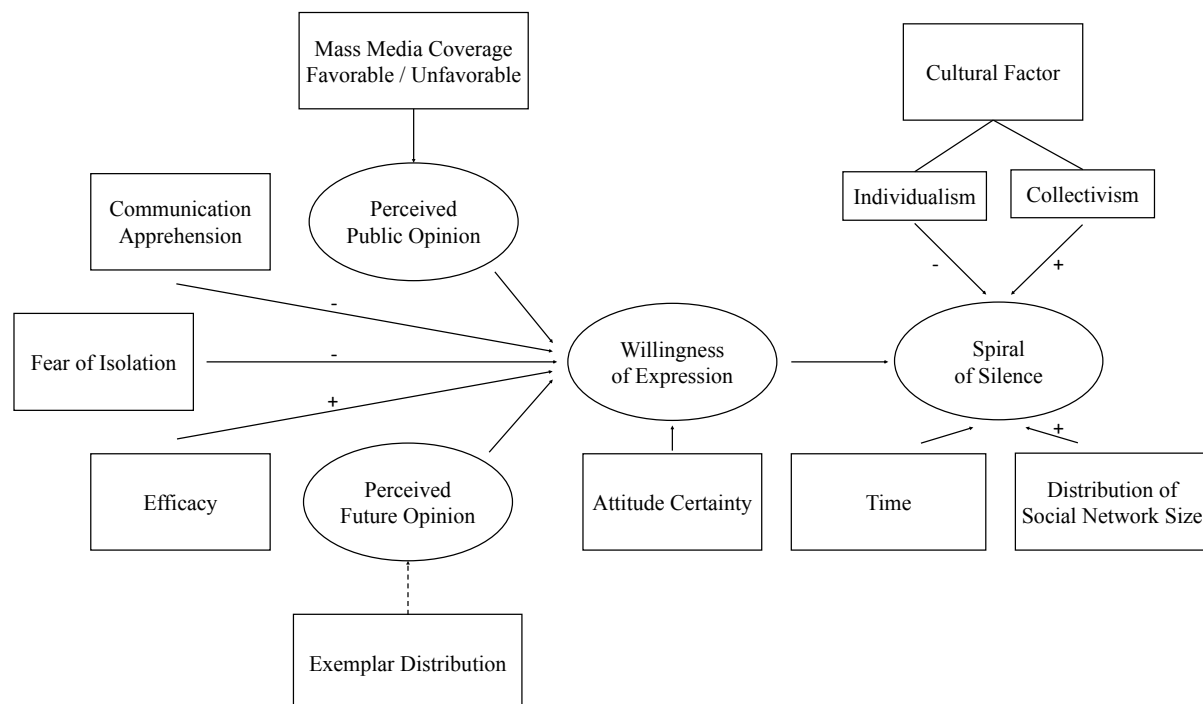 Mass Media Coverage
Favorable / Unfavorable
Cultural Factor
Communication
Apprehension
Perceived
Public Opinion
Individualism
Collectivism
-
+
-
Fear of Isolation
-
Willingness
of Expression
Spiral
of Silence
+
+
Efficacy
Perceived
Future Opinion
Attitude Certainty
Time
Distribution of
Social Network Size
Exemplar Distribution